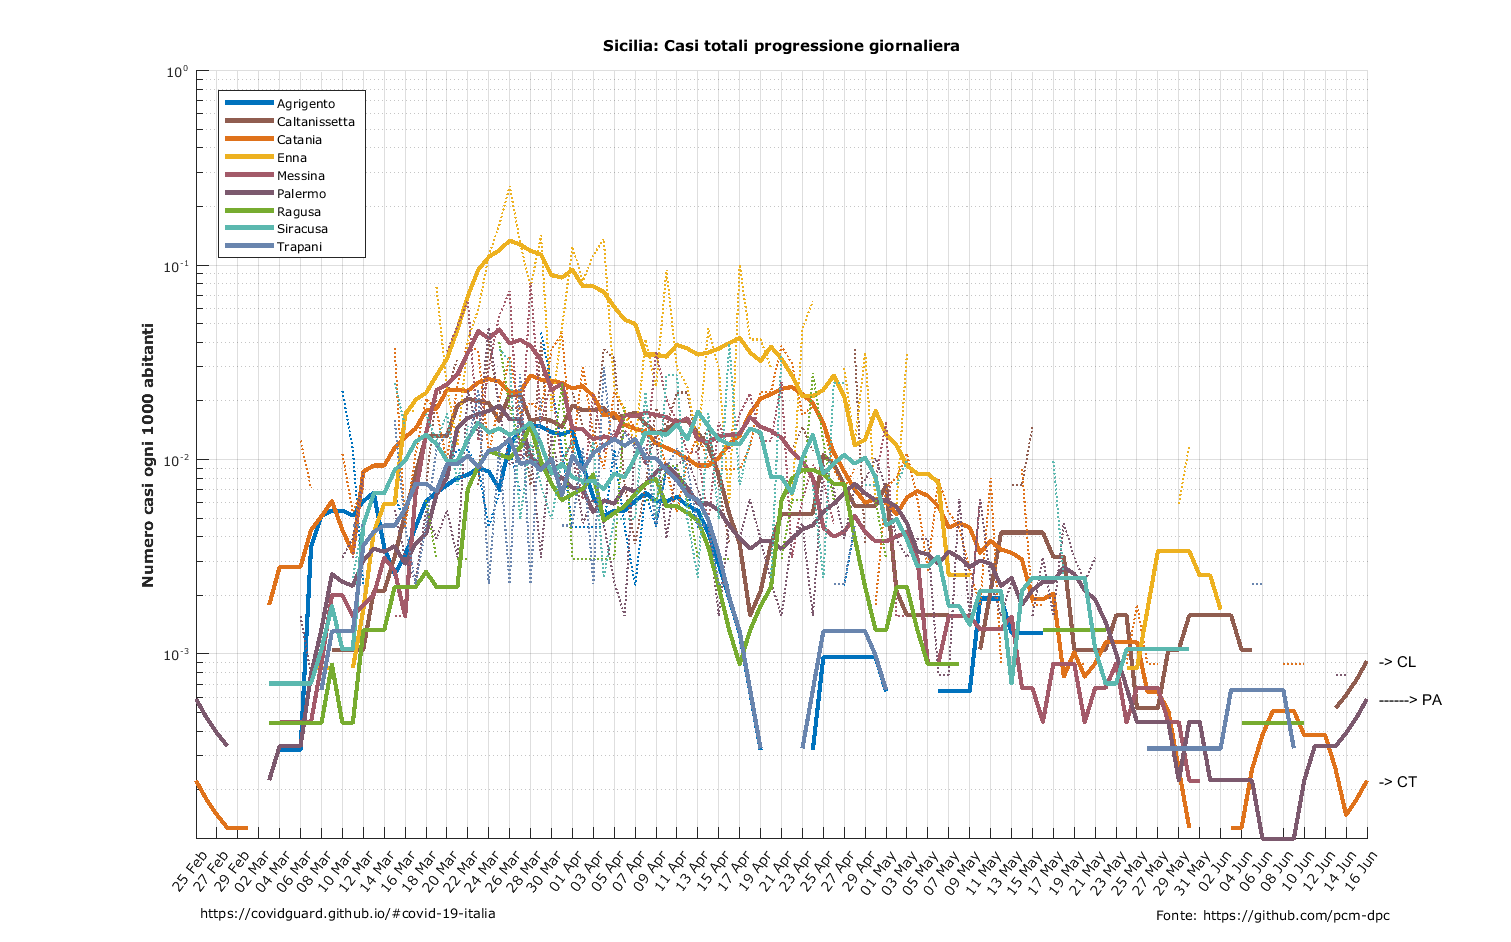 Sicilia: Casi totali progressione giornaliera
10^0
10^-1
10^-2
10^-3
Numero casi ogni 1000 abitanti
Agrigento
Caltanissetta
Catania
Enna
Messina
Palermo
Ragusa
Siracusa
Trapani
-> CL
------> PA
-> CT
25 Feb
27 Feb
29 Feb
02 Mar
04 Mar
06 Mar
08 Mar
10 Mar
12 Mar
14 Mar
16 Mar
18 Mar
20 Mar
22 Mar
24 Mar
26 Mar
28 Mar
30 Mar
01 Apr
03 Apr
05 Apr
07 Apr
09 Apr
11 Apr
13 Apr
15 Apr
17 Apr
19 Apr
21 Apr
23 Apr
25 Apr
27 Apr
29 Apr
01 May
03 May
05 May
07 May
09 May
11 May
13 May
15 May
17 May
19 May
21 May
23 May
25 May
27 May
29 May
31 May
02 Jun
04 Jun
06 Jun
08 Jun
10 Jun
12 Jun
14 Jun
16 Jun
https://covidguard.github.io/#covid-19-italia
Fonte: https://github.com/pcm-dpc